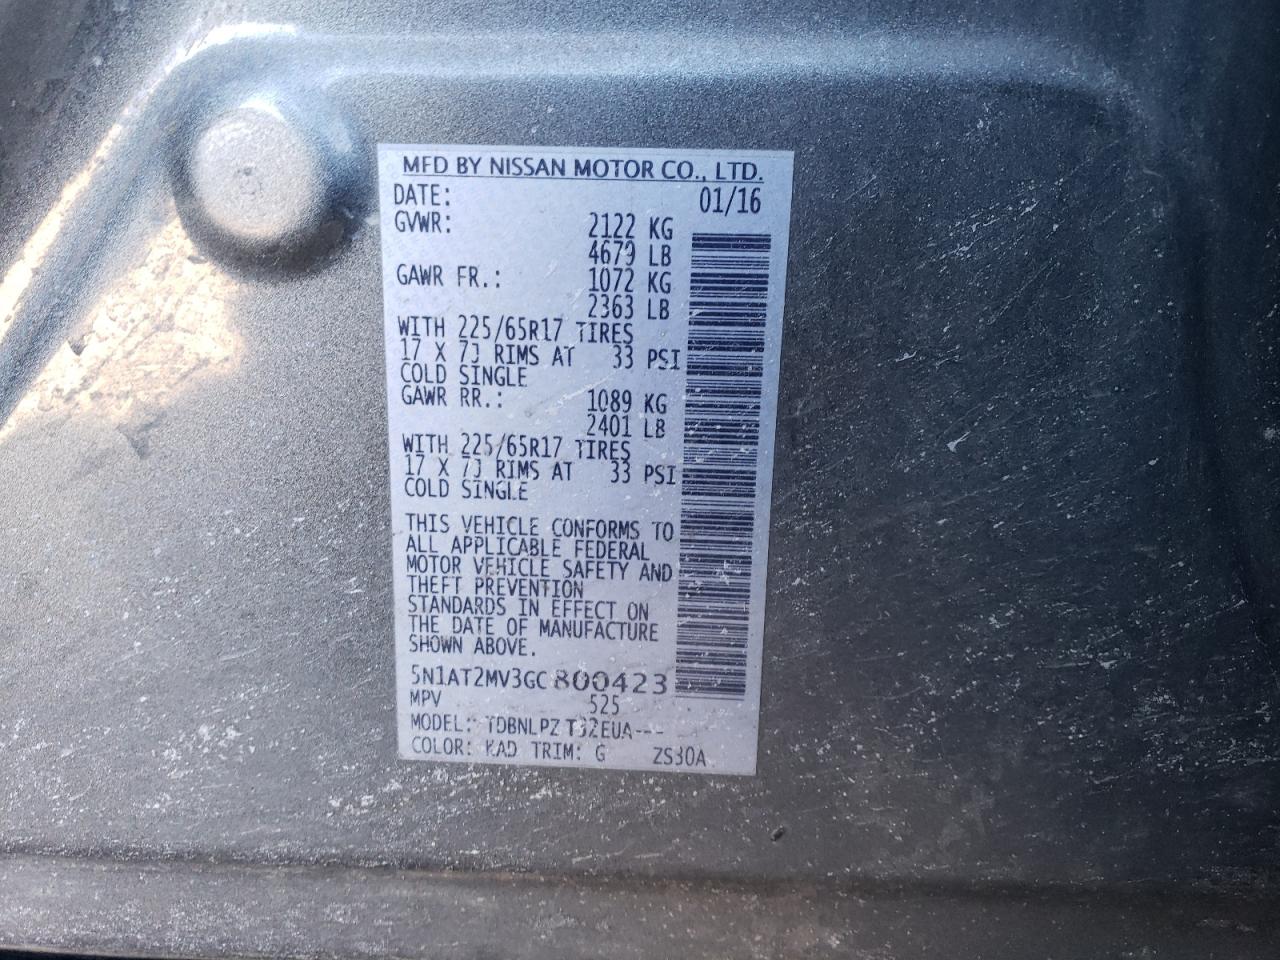 MFD BY NISSAN MOTOR CO., LTD.
DATE: 01/16
GVWR: 2122 KG
4679 LB
GAWR FR.: 1072 KG
2363 LB
WITH 225/65R17 TIRES
17 X 7J RIMS AT 33 PSI
COLD SINGLE
GAWR RR.: 1089 KG
2401 LB
WITH 225/65R17 TIRES
17 X 7J RIMS AT 33 PSI
COLD SINGLE
THIS VEHICLE CONFORMS TO
ALL APPLICABLE FEDERAL
MOTOR VEHICLE SAFETY AND
THEFT PREVENTION
STANDARDS IN EFFECT ON
THE DATE OF MANUFACTURE
SHOWN ABOVE.
5N1AT2MV3GC800423
MPV 525
MODEL: TDBNLPZ T32EUA---
COLOR: KAD TRIM: G ZS30A